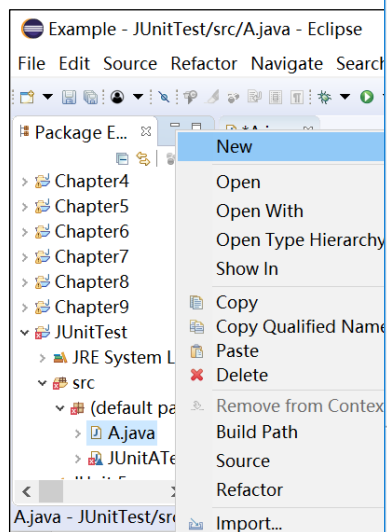 Example - JUnitTest/src/A.java - Eclipse
File Edit Source Refactor Navigate Search
Package E...
New
Open
Open With
Open Type Hierarchy
Show In
Copy
Copy Qualified Name
Paste
Delete
Remove from Contex
Build Path
Source
Refactor
Import...
Chapter4
Chapter5
Chapter6
Chapter7
Chapter8
Chapter9
JUnitTest
JRE System L
src
(default pa
A.java
JUnitATe
A.java - JUnitTest/sr